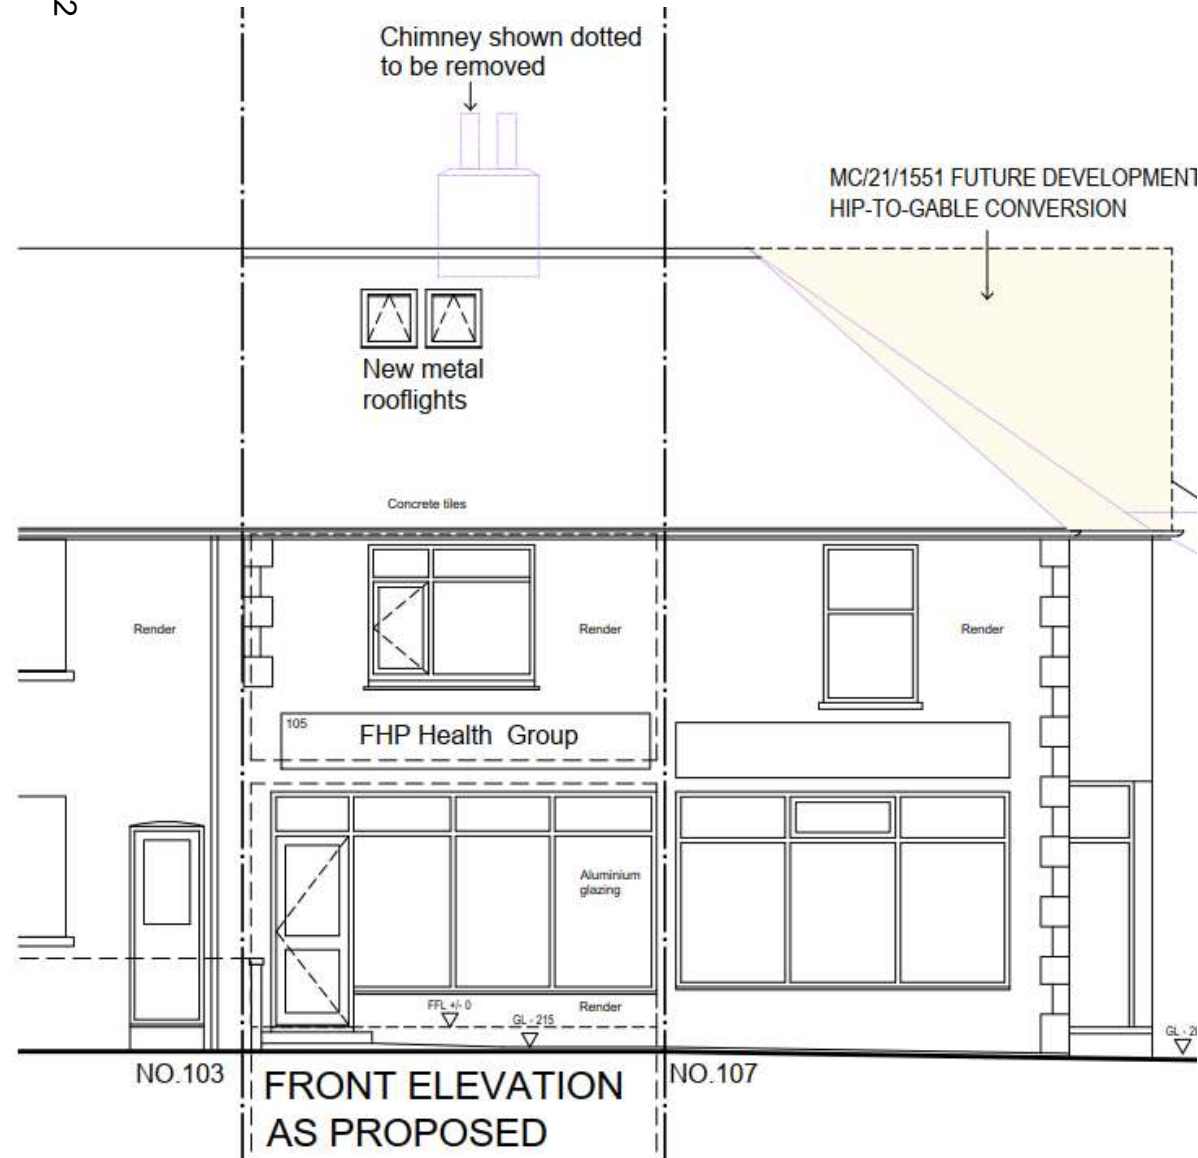 2
Chimney shown dotted
to be removed
MC/21/1551 FUTURE DEVELOPMENT
HIP-TO-GABLE CONVERSION
New metal
rooflights
Concrete tiles
Render
Render
Render
105
FHP Health Group
Aluminium
glazing
FFL +/- 0
GL - 215
Render
NO.103
FRONT ELEVATION
AS PROPOSED
NO.107